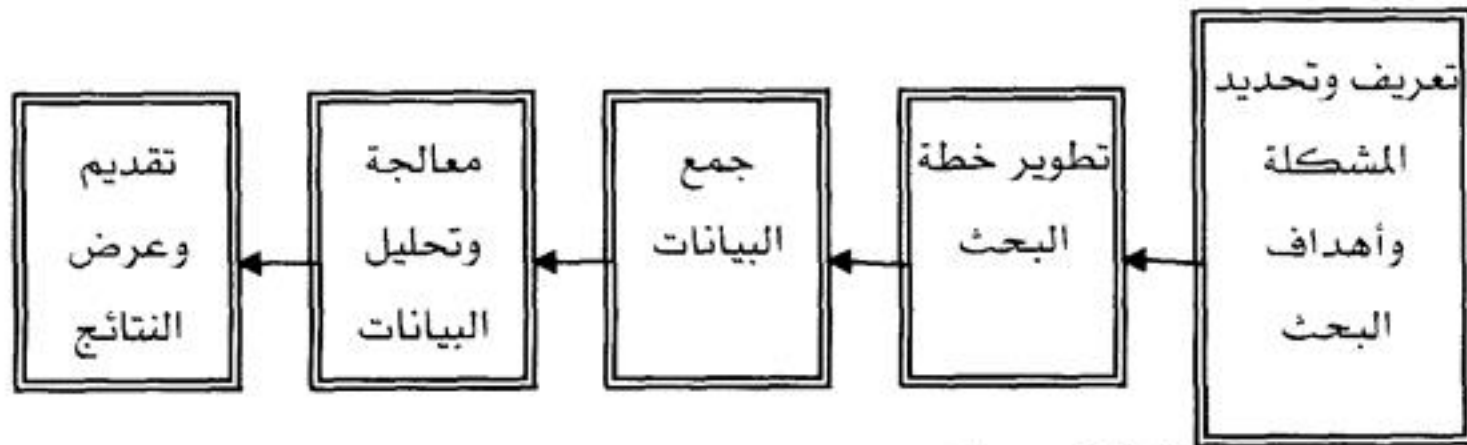 تعريف وتحديد
المشكلة
وأهداف
البحث
تطوير خطة
البحث
جمع
البيانات
معالجة
وتحليل
البيانات
تقديم
وعرض
النتائج